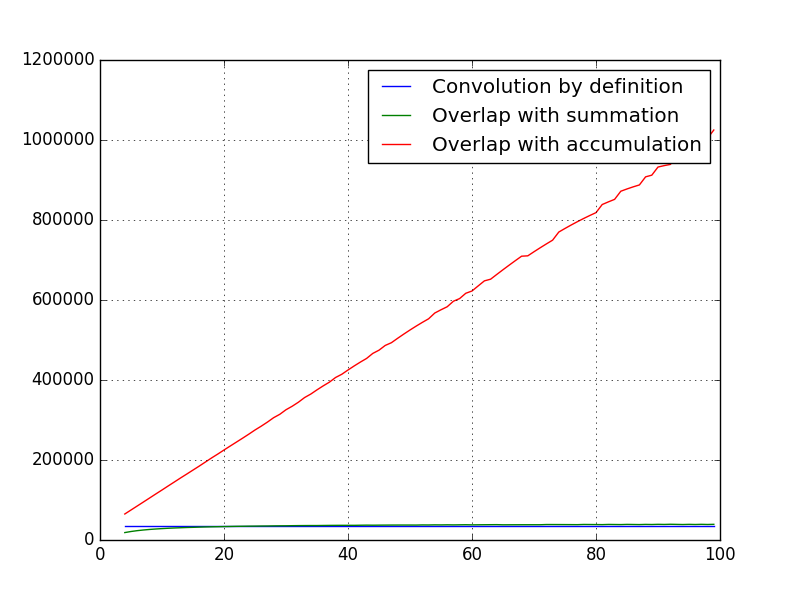 1200000
1000000
800000
600000
400000
200000
0
Convolution by definition
Overlap with summation
Overlap with accumulation
0 20 40 60 80 100